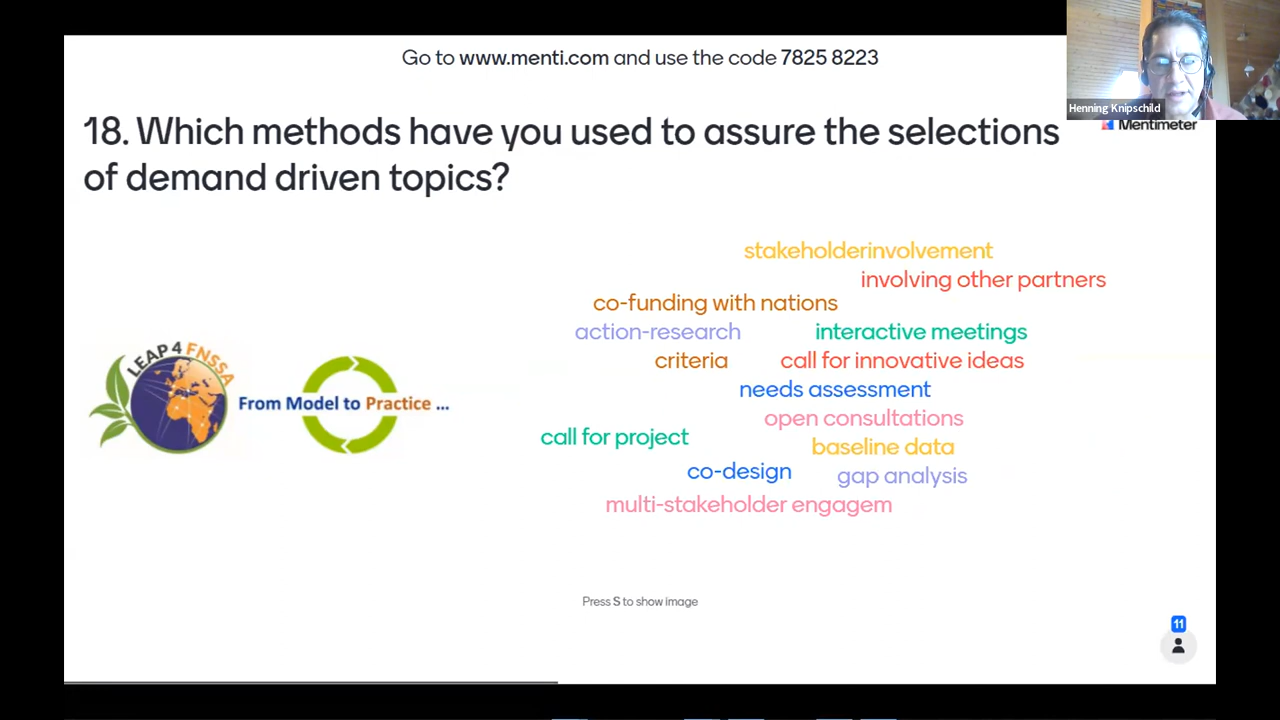 Go to www.menti.com and use the code 7825 8223
Henning Knipschild
Mentimeter
18. Which methods have you used to assure the selections
of demand driven topics?
stakeholderinvolvement
involving other partners
co-funding with nations
action-research
interactive meetings
criteria
call for innovative ideas
needs assessment
open consultations
call for project
baseline data
co-design
gap analysis
multi-stakeholder engagem
LEAP 4 FNSSA
From Model to Practice ...
Press S to show image
11